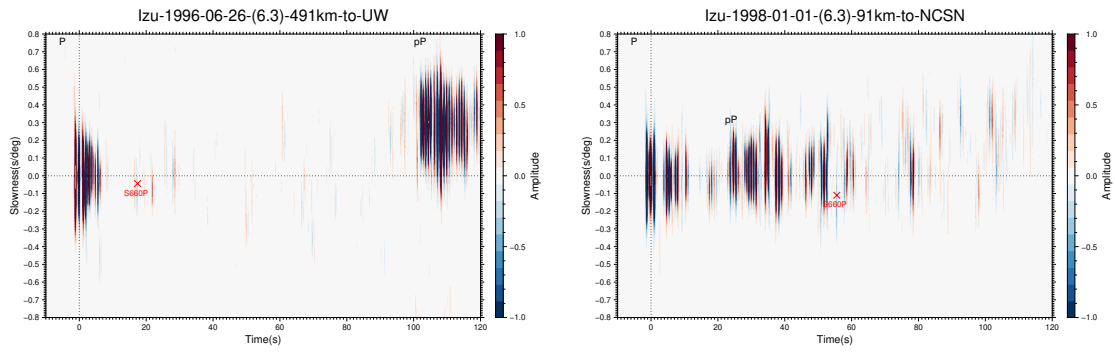 Izu-1996-06-26-(6.3)-491km-to-UW
P
pP
S660P
0.8
0.7
0.6
0.5
0.4
0.3
0.2
0.1
0.0
−0.1
−0.2
−0.3
−0.4
−0.5
−0.6
−0.7
−0.8
Slowness(s/deg)
0 20 40 60 80 100 120
Time(s)
1.0
0.5
0.0
−0.5
−1.0
Amplitude
Izu-1998-01-01-(6.3)-91km-to-NCSN
P
pP
S660P
0.8
0.7
0.6
0.5
0.4
0.3
0.2
0.1
0.0
−0.1
−0.2
−0.3
−0.4
−0.5
−0.6
−0.7
−0.8
Slowness(s/deg)
0 20 40 60 80 100 120
Time(s)
1.0
0.5
0.0
−0.5
−1.0
Amplitude